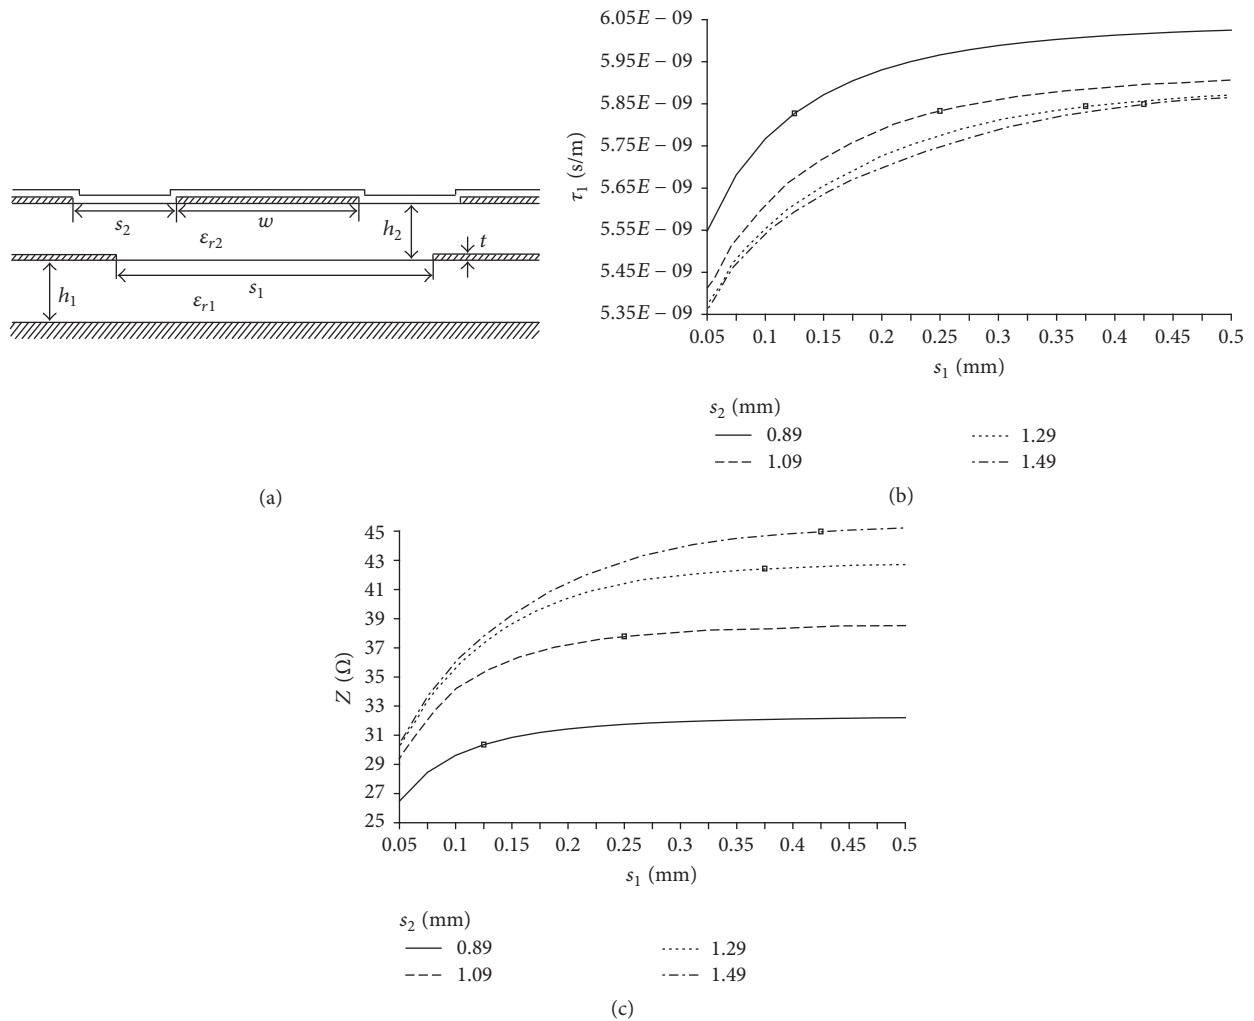 s2
w
εr2
h2
t
s1
h1
εr1
(a)
τ1 (s/m)
6.05E − 09
5.95E − 09
5.85E − 09
5.75E − 09
5.65E − 09
5.55E − 09
5.45E − 09
5.35E − 09
0.05 0.1 0.15 0.2 0.25 0.3 0.35 0.4 0.45 0.5
s1 (mm)
s2 (mm)
0.89 1.29
1.09 1.49
(b)
Z (Ω)
45
43
41
39
37
35
33
31
29
27
25
0.05 0.1 0.15 0.2 0.25 0.3 0.35 0.4 0.45 0.5
s1 (mm)
s2 (mm)
0.89 1.29
1.09 1.49
(c)